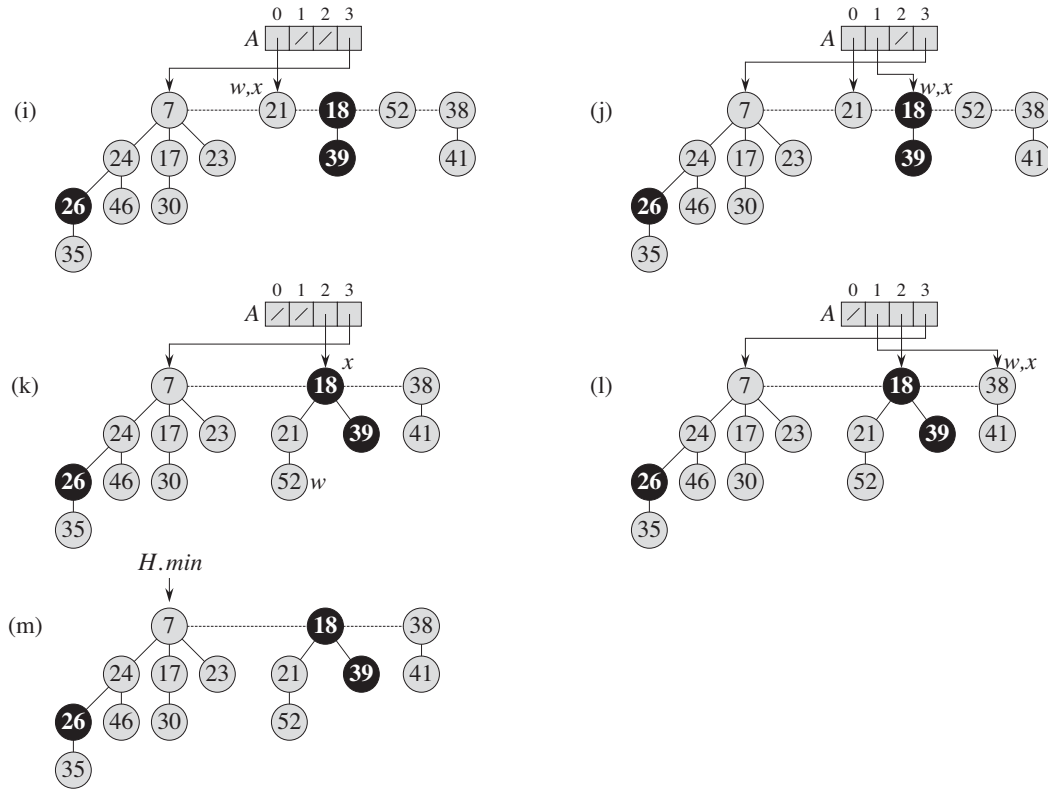 0 1 2 3
A
w,x
(i)
7 21 18 52 38
24 17 23 39 41
26 46 30
35
0 1 2 3
A
w,x
(j)
7 21 18 52 38
24 17 23 39 41
26 46 30
35
0 1 2 3
A
x
(k)
7 18 38
24 17 23 21 39 41
26 46 30 52 w
35
0 1 2 3
A
w,x
(l)
7 18 38
24 17 23 21 39 41
26 46 30 52
35
H.min
(m)
7 18 38
24 17 23 21 39 41
26 46 30 52
35